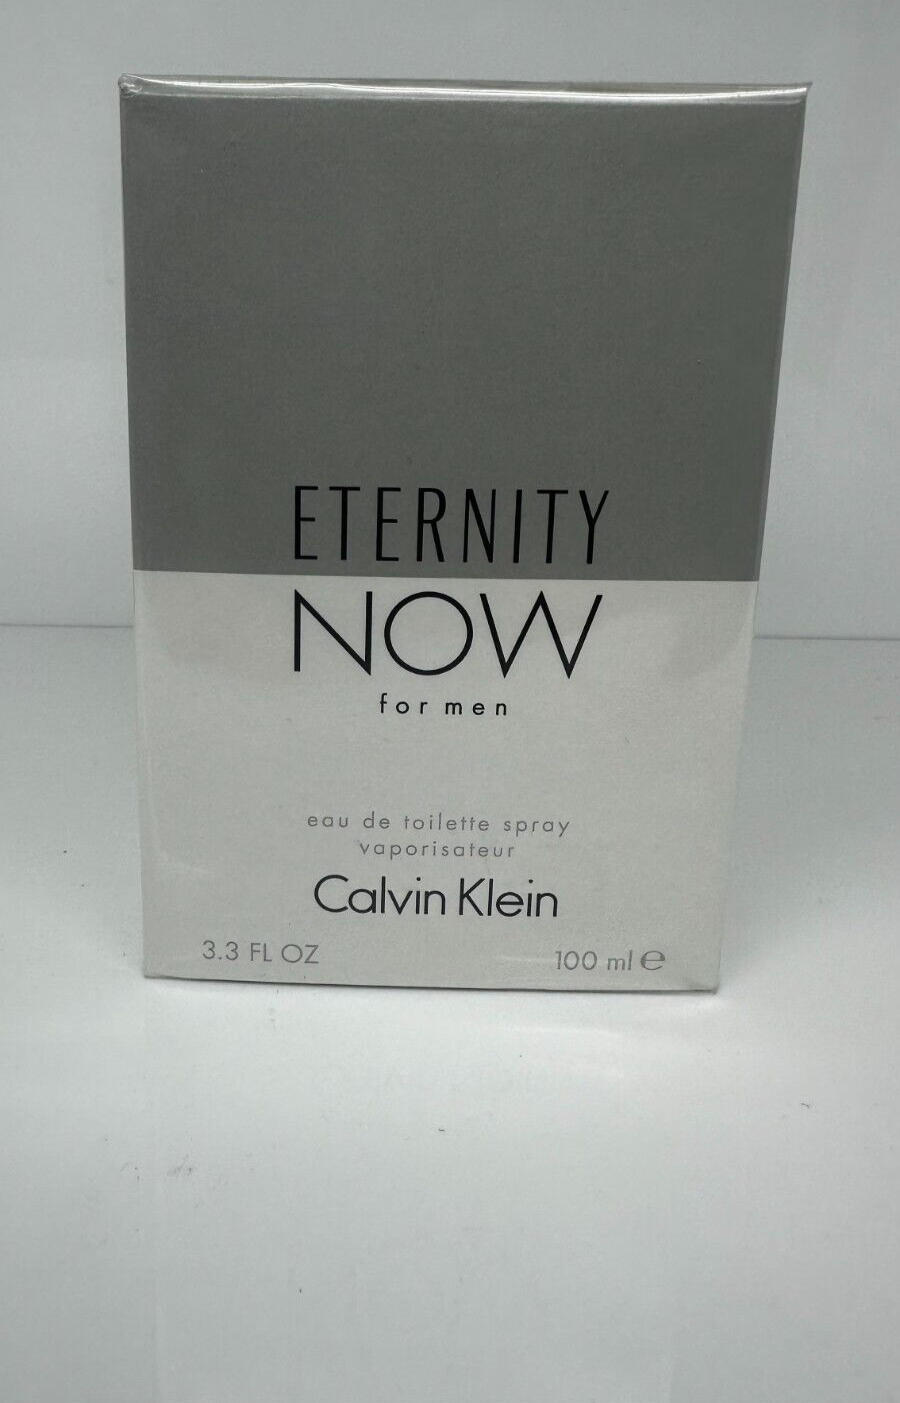 ETERNITY
NOW
for men
eau de toilette spray
vaporisateur
Calvin Klein
3.3 FL OZ
100 ml ℮